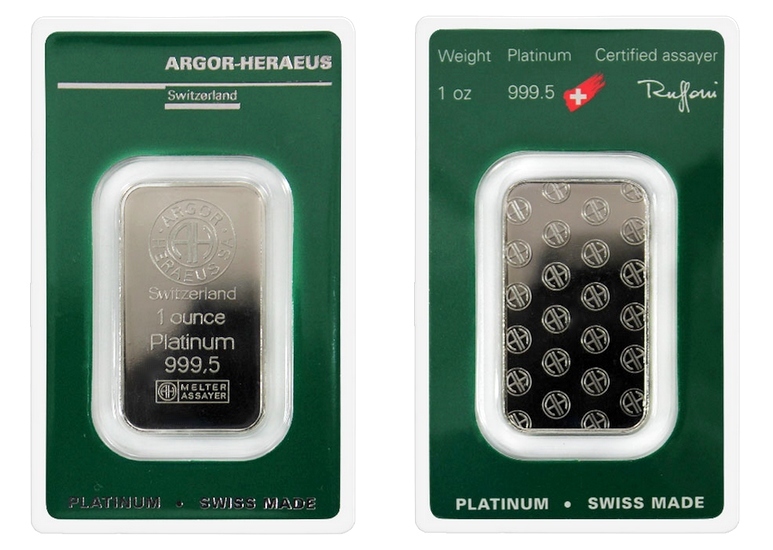 ARGOR-HERAEUS
Switzerland
ARGOR
HERAEUS SA
Switzerland
1 ounce
Platinum
999,5
MELTER
ASSAYER
PLATINUM • SWISS MADE
Weight Platinum Certified assayer
1 oz 999.5 Ruffoni
PLATINUM • SWISS MADE